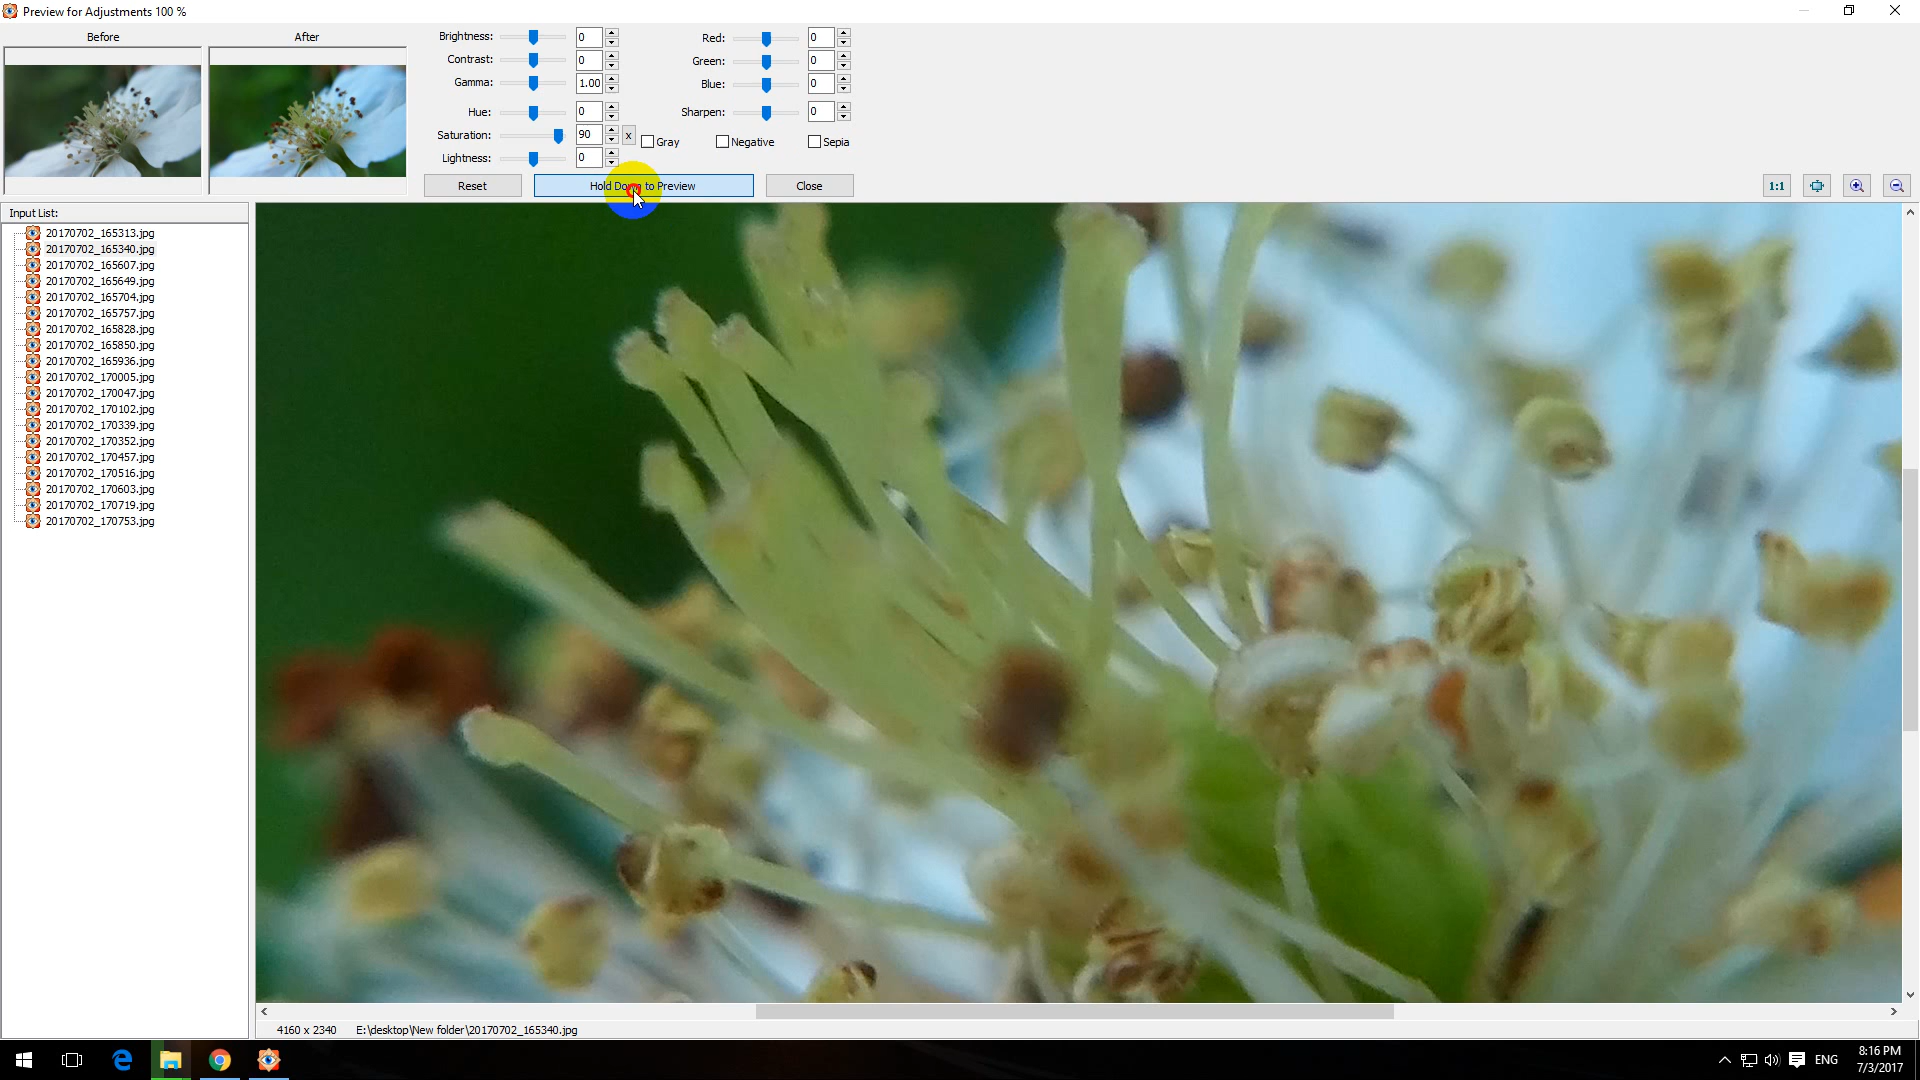 Preview for Adjustments 100 %
Before
After
Brightness: 0
Contrast: 0
Gamma: 1.00
Hue: 0
Saturation: 90 x
Lightness: 0
Red: 0
Green: 0
Blue: 0
Sharpen: 0
Gray
Negative
Sepia
Reset
Hold Down to Preview
Close
1:1
Input List:
20170702_165313.jpg
20170702_165340.jpg
20170702_165607.jpg
20170702_165649.jpg
20170702_165704.jpg
20170702_165757.jpg
20170702_165828.jpg
20170702_165850.jpg
20170702_165936.jpg
20170702_170005.jpg
20170702_170047.jpg
20170702_170102.jpg
20170702_170339.jpg
20170702_170352.jpg
20170702_170457.jpg
20170702_170516.jpg
20170702_170603.jpg
20170702_170719.jpg
20170702_170753.jpg
4160 x 2340 E:\desktop\New folder\20170702_165340.jpg
ENG
8:16 PM
7/3/2017